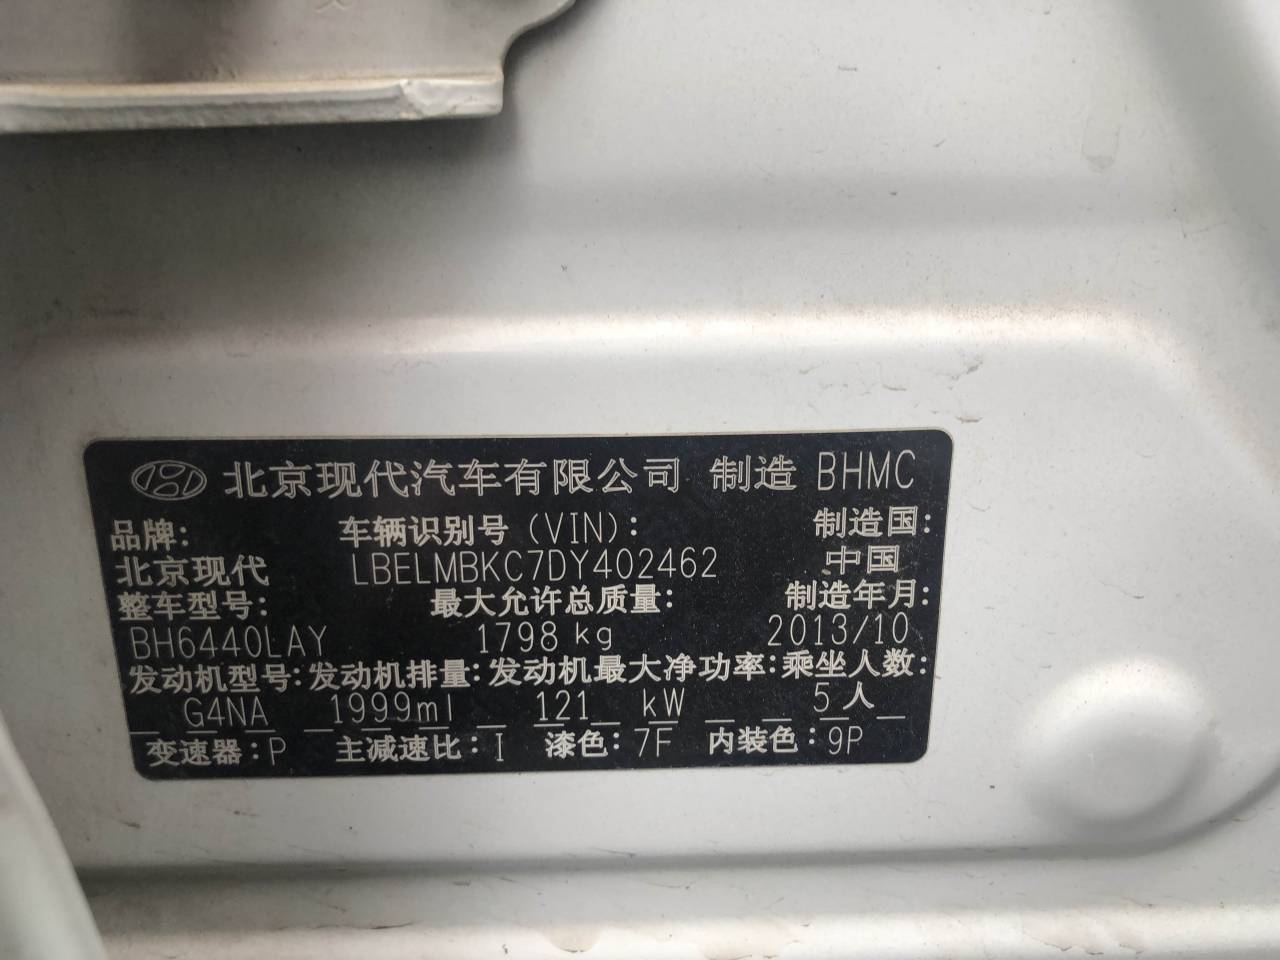 北京现代汽车有限公司 制造 BHMC
品牌: 车辆识别号(VIN): 制造国:
北京现代 LBELMBKC7DY402462 中国
整车型号: 最大允许总质量: 制造年月:
BH6440LAY 1798kg 2013/10
发动机型号:发动机排量:发动机最大净功率:乘坐人数:
G4NA 1999ml 121 kW 5人
变速器:P 主减速比:I 漆色:7F 内装色:9P